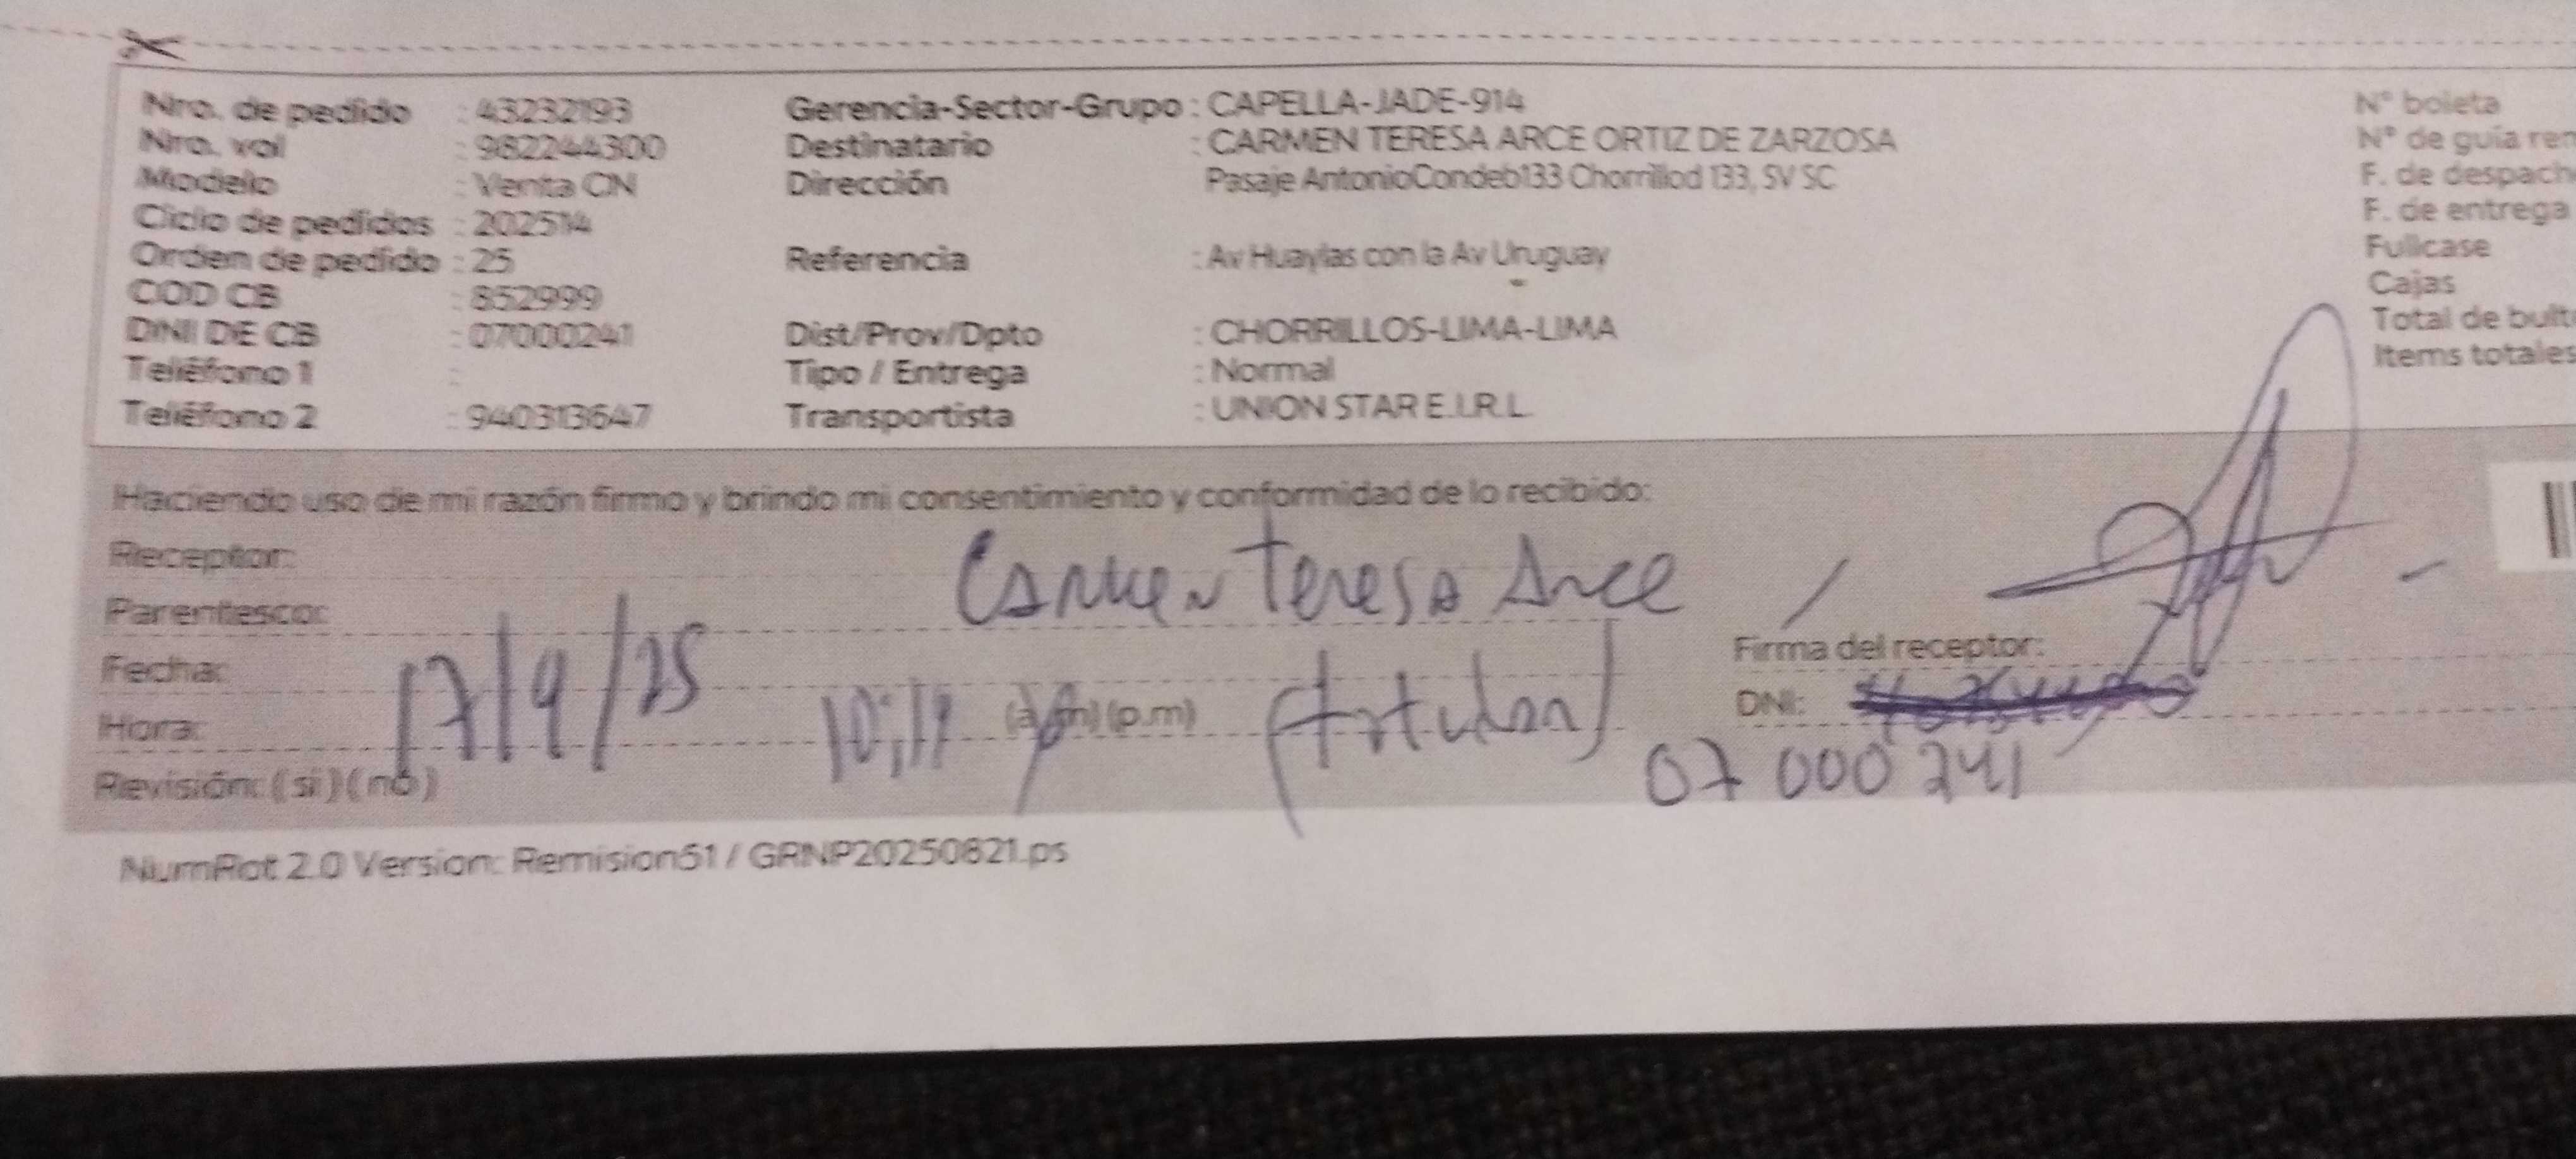 Nro. de pedido : 43232193 Gerencia-Sector-Grupo : CAPELLA-JADE-914 N° boleta
Nro. val : 982244300 Destinatario : CARMEN TERESA ARCE ORTIZ DE ZARZOSA N° de guía rem
Modelo : Venta CN Dirección Pasaje AntonioCondeb133 Chorrillod 133, SV SC F. de despach
Ciclo de pedidos : 202514 F. de entrega
Orden de pedido : 25 Referencia : Av Huaylas con la Av Uruguay Fullcase
COD CB : 852999 Cajas
DNI DE CB : 07000241 Dist/Prov/Dpto : CHORRILLOS-LIMA-LIMA Total de bulto
Teléfono 1 : Tipo / Entrega : Normal Items totales
Teléfono 2 : 940313647 Transportista : UNION STAR E.I.R.L.
Haciendo uso de mi razón firmo y brindo mi consentimiento y conformidad de lo recibido:
Receptor: Carmen Teresa Arce /
Parentesco:
Firma del receptor:
Fecha: 17/9/25
DNI:
Hora: 10:19 (a.m) (p.m) (titular)
07 000 241
Revisión: ( si ) ( no )
NumRot 2.0 Version: Remision51 / GRNP20250821.ps